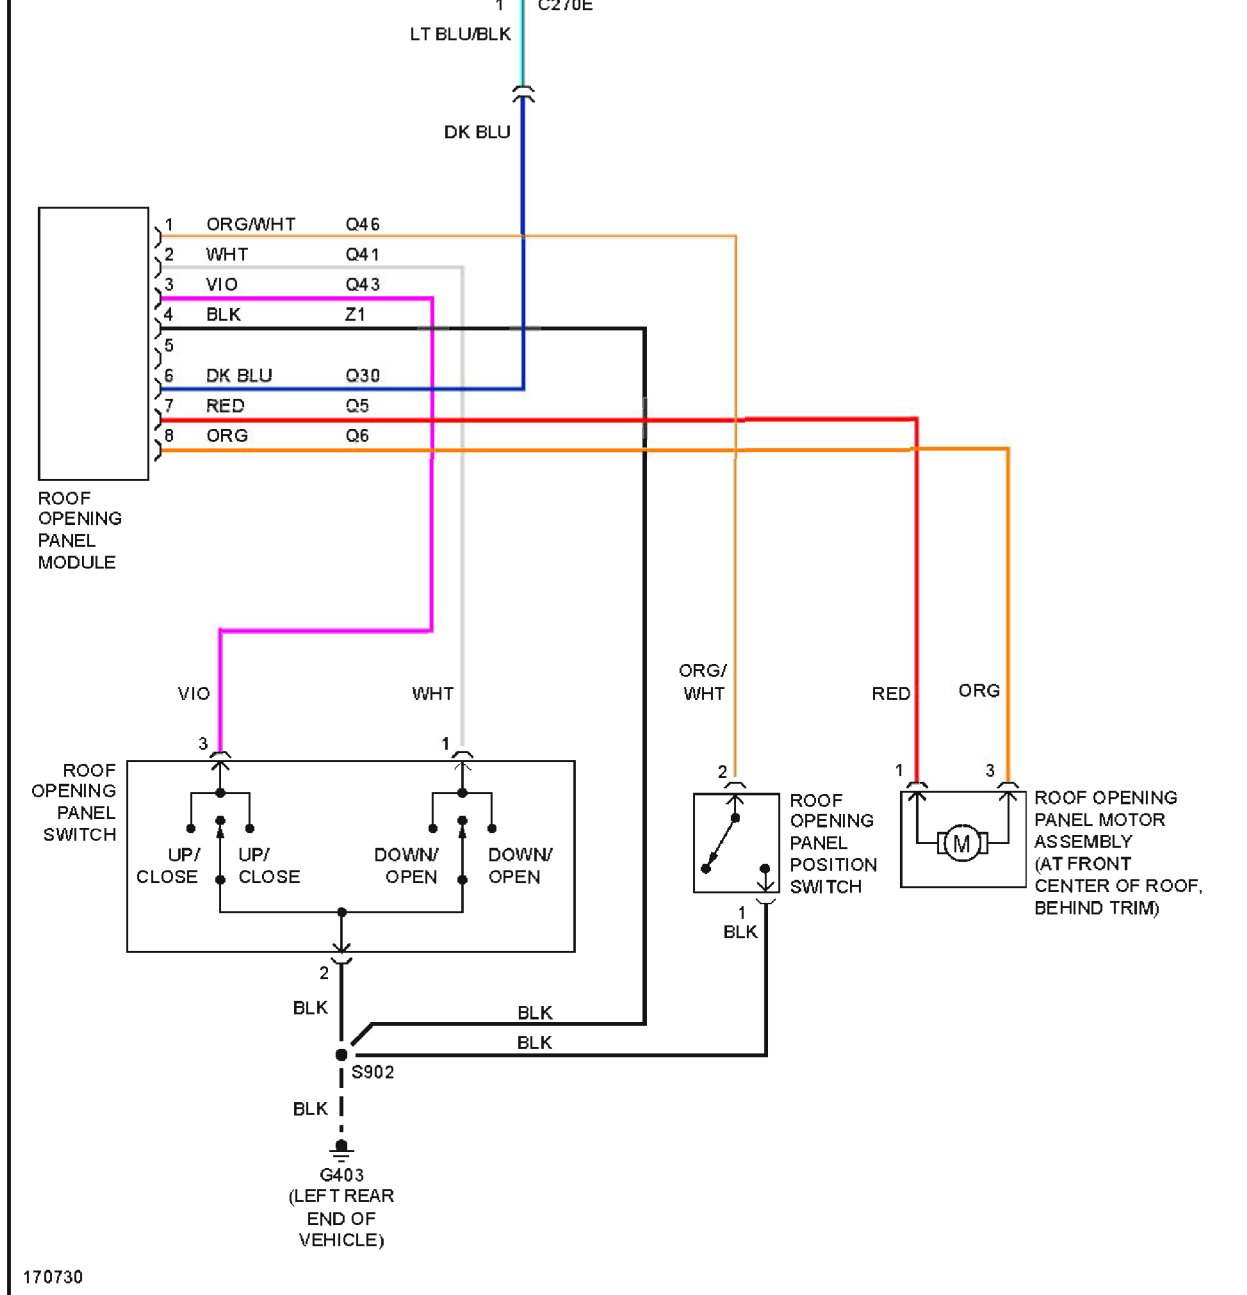 1 C270E
LT BLU/BLK
DK BLU
1 ORG/WHT Q46
2 WHT Q41
3 VIO Q43
4 BLK Z1
5
6 DK BLU Q30
7 RED Q5
8 ORG Q6
ROOF
OPENING
PANEL
MODULE
VIO
WHT
ORG/
WHT
RED
ORG
3
1
2
1
3
ROOF
OPENING
PANEL
SWITCH
UP/
CLOSE
UP/
CLOSE
DOWN/
OPEN
DOWN/
OPEN
ROOF
OPENING
PANEL
POSITION
SWITCH
M
ROOF OPENING
PANEL MOTOR
ASSEMBLY
(AT FRONT
CENTER OF ROOF,
BEHIND TRIM)
1
BLK
2
BLK
BLK
BLK
S902
BLK
G403
(LEFT REAR
END OF
VEHICLE)
170730